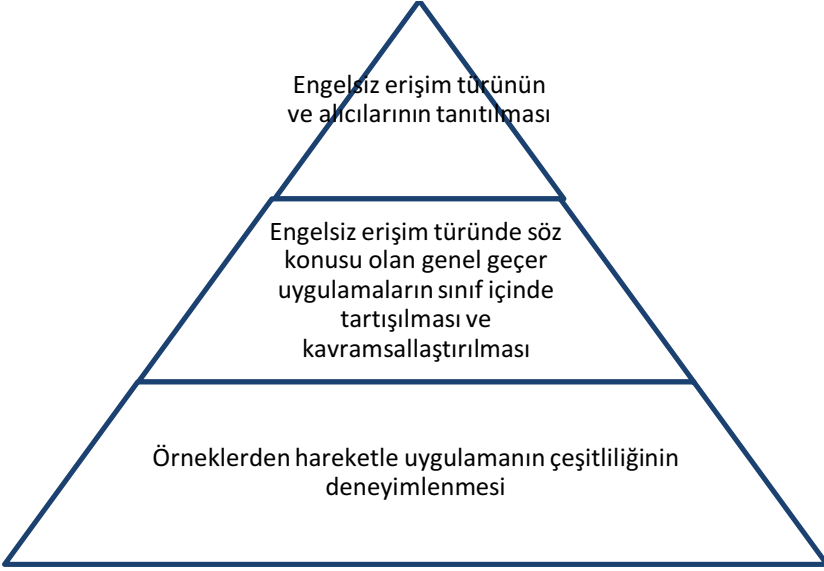 Engelsiz erişim türünün
ve alıcılarının tanıtılması
Engelsiz erişim türünde söz
konusu olan genel geçer
uygulamaların sınıf içinde
tartışılması ve
kavramsallaştırılması
Örneklerden hareketle uygulamanın çeşitliliğinin
deneyimlenmesi